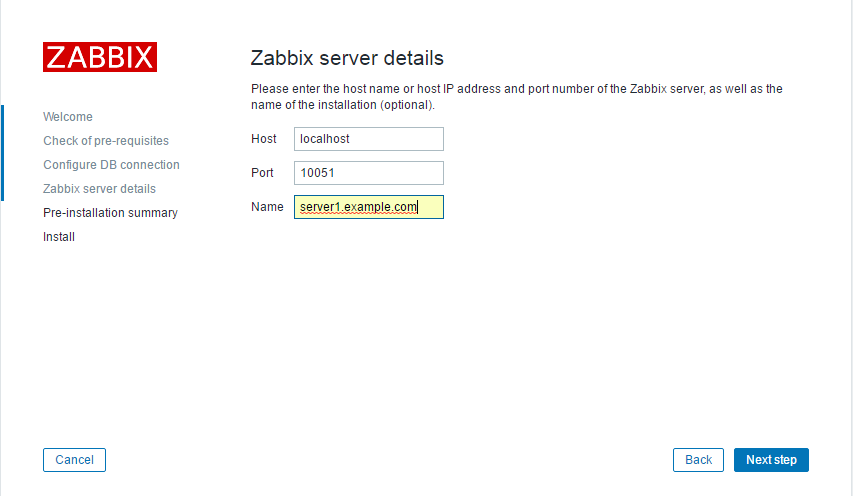 ZABBIX
Welcome
Check of pre-requisites
Configure DB connection
Zabbix server details
Pre-installation summary
Install
Zabbix server details
Please enter the host name or host IP address and port number of the Zabbix server, as well as the
name of the installation (optional).
Host localhost
Port 10051
Name server1.example.com
Cancel
Back
Next step